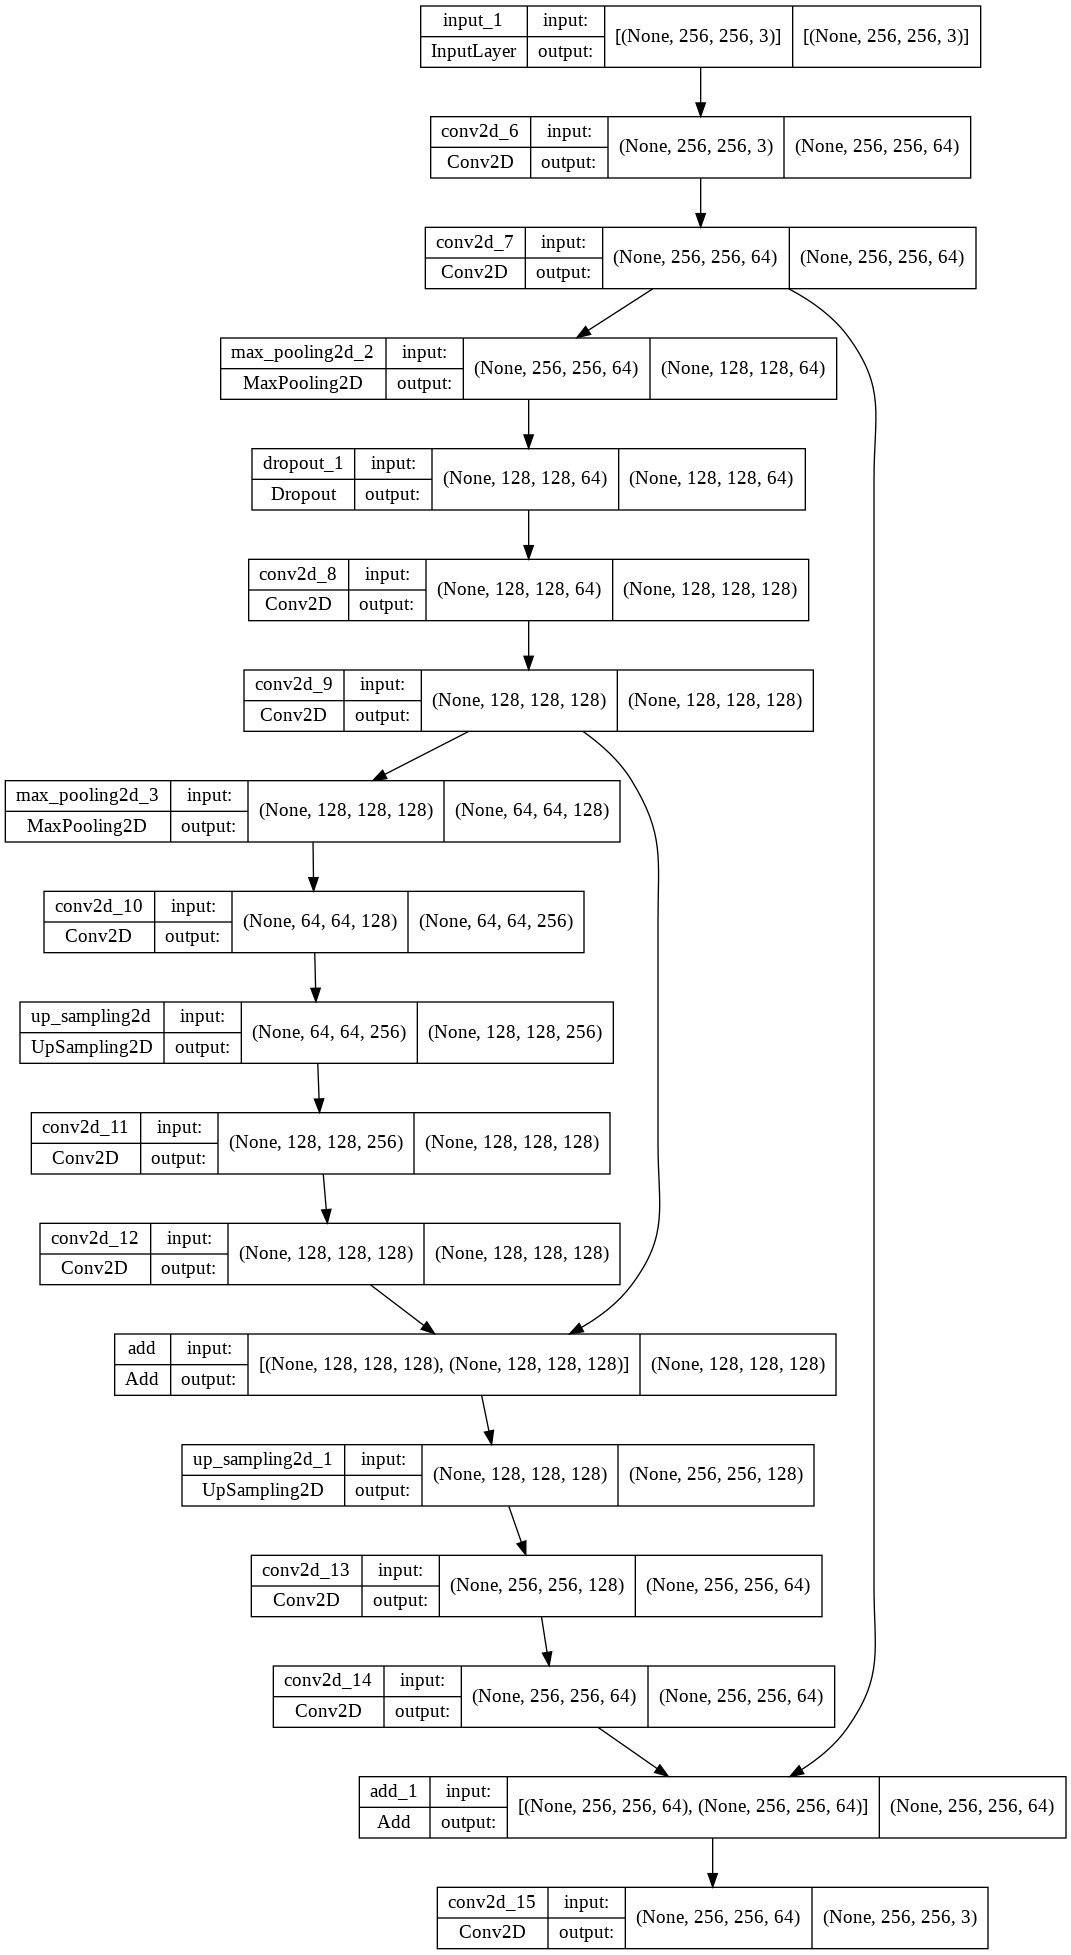 input_1 input: [(None, 256, 256, 3)] [(None, 256, 256, 3)]
InputLayer output:
conv2d_6 input: (None, 256, 256, 3) (None, 256, 256, 64)
Conv2D output:
conv2d_7 input: (None, 256, 256, 64) (None, 256, 256, 64)
Conv2D output:
max_pooling2d_2 input: (None, 256, 256, 64) (None, 128, 128, 64)
MaxPooling2D output:
dropout_1 input: (None, 128, 128, 64) (None, 128, 128, 64)
Dropout output:
conv2d_8 input: (None, 128, 128, 64) (None, 128, 128, 128)
Conv2D output:
conv2d_9 input: (None, 128, 128, 128) (None, 128, 128, 128)
Conv2D output:
max_pooling2d_3 input: (None, 128, 128, 128) (None, 64, 64, 128)
MaxPooling2D output:
conv2d_10 input: (None, 64, 64, 128) (None, 64, 64, 256)
Conv2D output:
up_sampling2d input: (None, 64, 64, 256) (None, 128, 128, 256)
UpSampling2D output:
conv2d_11 input: (None, 128, 128, 256) (None, 128, 128, 128)
Conv2D output:
conv2d_12 input: (None, 128, 128, 128) (None, 128, 128, 128)
Conv2D output:
add input: [(None, 128, 128, 128), (None, 128, 128, 128)] (None, 128, 128, 128)
Add output:
up_sampling2d_1 input: (None, 128, 128, 128) (None, 256, 256, 128)
UpSampling2D output:
conv2d_13 input: (None, 256, 256, 128) (None, 256, 256, 64)
Conv2D output:
conv2d_14 input: (None, 256, 256, 64) (None, 256, 256, 64)
Conv2D output:
add_1 input: [(None, 256, 256, 64), (None, 256, 256, 64)] (None, 256, 256, 64)
Add output:
conv2d_15 input: (None, 256, 256, 64) (None, 256, 256, 3)
Conv2D output: